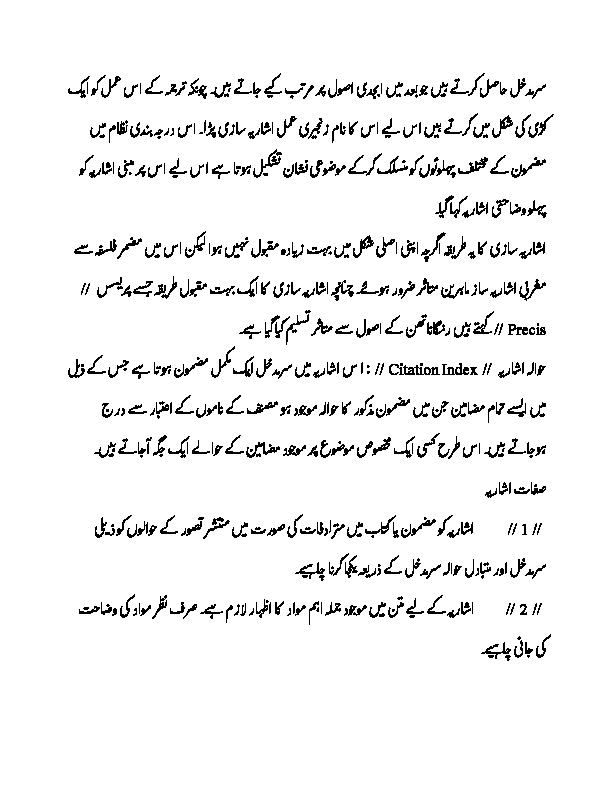 سرمدخل حاصل کرتے ہیں جو بعد میں ابجدی اصول پر مرتب کیے جاتے ہیں۔ چونکہ ترجمہ کے اس عمل کو ایک
کڑی کی شکل میں کرتے ہیں اس لیے اس کا نام زنجیری عمل اشاریہ سازی پڑا۔ اس درجہ بندی نظام میں
مضمون کے مختلف پہلوئوں کو منسلک کرکے موضوعی نشان تشکیل ہوتا ہے اس لیے اس پر مبنی اشاریہ کو
پہلو وضاحتی اشاریہ کہا گیا۔
اشاریہ سازی کا یہ طریقہ اگرچہ اپنی اصلی شکل میں بہت زیادہ مقبول نہیں ہوا لیکن اس میں مضمر فلسفہ سے
مغربی اشاریہ ساز ماہرین متاثر ضرور ہوئے۔ چنانچہ اشاریہ سازی کا ایک بہت مقبول طریقہ جسے پریسس //
Precis // کہتے ہیں رنگاناتھن کے اصول سے متاثر تسلیم کیا گیا ہے۔
حوالہ اشاریہ // Citation Index // : اس اشاریہ میں سرمدخل ایک مکمل مضمون ہوتا ہے جس کے ذیل
میں ایسے تمام مضامین جن میں مضمون مذکور کا حوالہ موجود ہو مصنف کے ناموں کے اعتبار سے درج
ہوجاتے ہیں۔ اس طرح کسی ایک مخصوص موضوع پر موجود مضامین کے حوالے ایک جگہ آجاتے ہیں۔
صفات اشاریہ
// 1 // اشاریہ کو مضمون یا کتاب میں مترادفات کی صورت میں منتشر تصور کے حوالوں کو ذیلی
سرمدخل اور متبادل حوالہ سرمدخل کے ذریعہ یکجا کرنا چاہیے۔
// 2 // اشاریہ کے لیے متن میں موجود جملہ اہم مواد کا اظہار لازم ہے۔ صرف نظر مواد کی وضاحت
کی جانی چاہیے۔